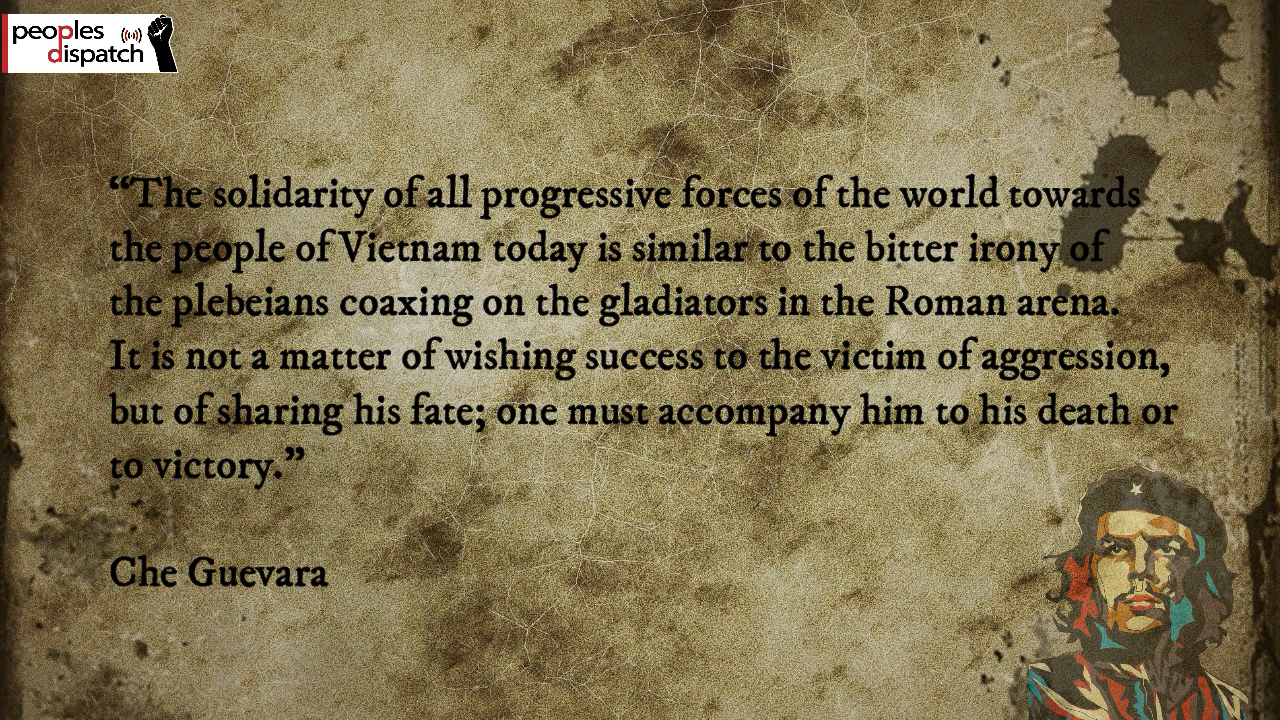 peoples
dispatch
“The solidarity of all progressive forces of the world towards
the people of Vietnam today is similar to the bitter irony of
the plebeians coaxing on the gladiators in the Roman arena.
It is not a matter of wishing success to the victim of aggression,
but of sharing his fate; one must accompany him to his death or
to victory.”
Che Guevara